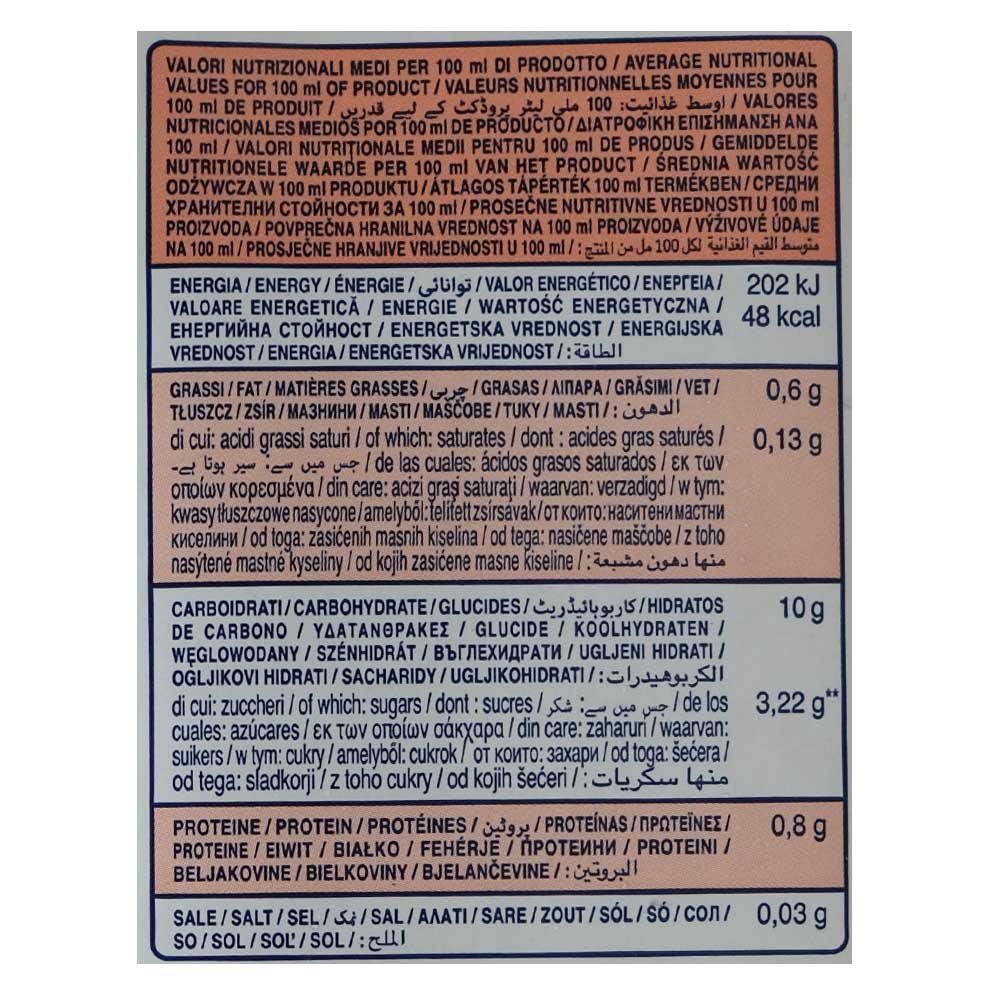 VALORI NUTRIZIONALI MEDI PER 100 ml DI PRODOTTO / AVERAGE NUTRITIONAL
VALUES FOR 100 ml OF PRODUCT / VALEURS NUTRITIONNELLES MOYENNES POUR
100 ml DE PRODUIT / اوسط غذائیت: 100 ملی لیٹر پروڈکٹ کے لیے قدریں / VALORES
NUTRICIONALES MEDIOS POR 100 ml DE PRODUCTO / ΔΙΑΤΡΟΦΙΚΗ ΕΠΙΣΗΜΑΝΣΗ ΑΝΑ
100 ml / VALORI NUTRIȚIONALE MEDII PENTRU 100 ml DE PRODUS / GEMIDDELDE
NUTRITIONELE WAARDE PER 100 ml VAN HET PRODUCT / ŚREDNIA WARTOŚĆ
ODŻYWCZA W 100 ml PRODUKTU / ÁTLAGOS TÁPÉRTÉK 100 ml TERMÉKBEN / СРЕДНИ
ХРАНИТЕЛНИ СТОЙНОСТИ ЗА 100 ml / PROSEČNE NUTRITIVNE VREDNOSTI U 100 ml
PROIZVODA / POVPREČNA HRANILNA VREDNOST NA 100 ml PROIZVODA / VÝŽIVOVÉ ÚDAJE
NA 100 ml / PROSJEČNE HRANJIVE VRIJEDNOSTI U 100 ml / متوسط القيم الغذائية لكل 100 مل من المنتج:
ENERGIA / ENERGY / ÉNERGIE / توانائی / VALOR ENERGÉTICO / ΕΝΕΡΓΕΙΑ / 202 kJ
VALOARE ENERGETICĂ / ENERGIE / WARTOŚĆ ENERGETYCZNA / 48 kcal
ЕНЕРГИЙНА СТОЙНОСТ / ENERGETSKA VREDNOST / ENERGIJSKA
VREDNOST / ENERGIA / ENERGETSKA VRIJEDNOST / الطاقة:
GRASSI / FAT / MATIÈRES GRASSES / چربی / GRASAS / ΛΙΠΑΡΑ / GRĂSIMI / VET / 0,6 g
TŁUSZCZ / ZSÍR / МАЗНИНИ / MASTI / MAŠČOBE / TUKY / MASTI / الدهون:
di cui: acidi grassi saturi / of which: saturates / dont : acides gras saturés / 0,13 g
جس میں سے: سیر ہوتا ہے۔ / de las cuales: ácidos grasos saturados / εκ των
οποίων κορεσμένα / din care: acizi grași saturați / waarvan: verzadigd / w tym:
kwasy tłuszczowe nasycone / amelyből: telített zsírsavak / от които: наситени мастни
киселини / od toga: zasićenih masnih kiselina / od tega: nasičene maščobe / z toho
nasýtené mastné kyseliny / od kojih zasićene masne kiseline / منها دهون مشبعة:
CARBOIDRATI / CARBOHYDRATE / GLUCIDES / کاربوہائیڈریٹ / HIDRATOS 10 g
DE CARBONO / ΥΔΑΤΑΝΘΡΑΚΕΣ / GLUCIDE / KOOLHYDRATEN /
WĘGLOWODANY / SZÉNHIDRÁT / ВЪГЛЕХИДРАТИ / UGLJENI HIDRATI /
OGLJIKOVI HIDRATI / SACHARIDY / UGLJIKOHIDRATI / الكربوهيدرات:
di cui: zuccheri / of which: sugars / dont : sucres / جس میں سے: شکر / de los 3,22 g**
cuales: azúcares / εκ των οποίων σάκχαρα / din care: zaharuri / waarvan:
suikers / w tym: cukry / amelyből: cukrok / от които: захари / od toga: šećera /
od tega: sladkorji / z toho cukry / od kojih šećeri / منها سكريات:
PROTEINE / PROTEIN / PROTÉINES / پروٹین / PROTEÍNAS / ΠΡΩΤΕΪΝΕΣ / 0,8 g
PROTEINE / EIWIT / BIAŁKO / FEHÉRJE / ПРОТЕИНИ / PROTEINI /
BELJAKOVINE / BIELKOVINY / BJELANČEVINE / البروتين:
SALE / SALT / SEL / نمک / SAL / ΑΛΑΤΙ / SARE / ZOUT / SÓL / SÓ / СОЛ / 0,03 g
SO / SOL / SOĽ / SOL / الملح: